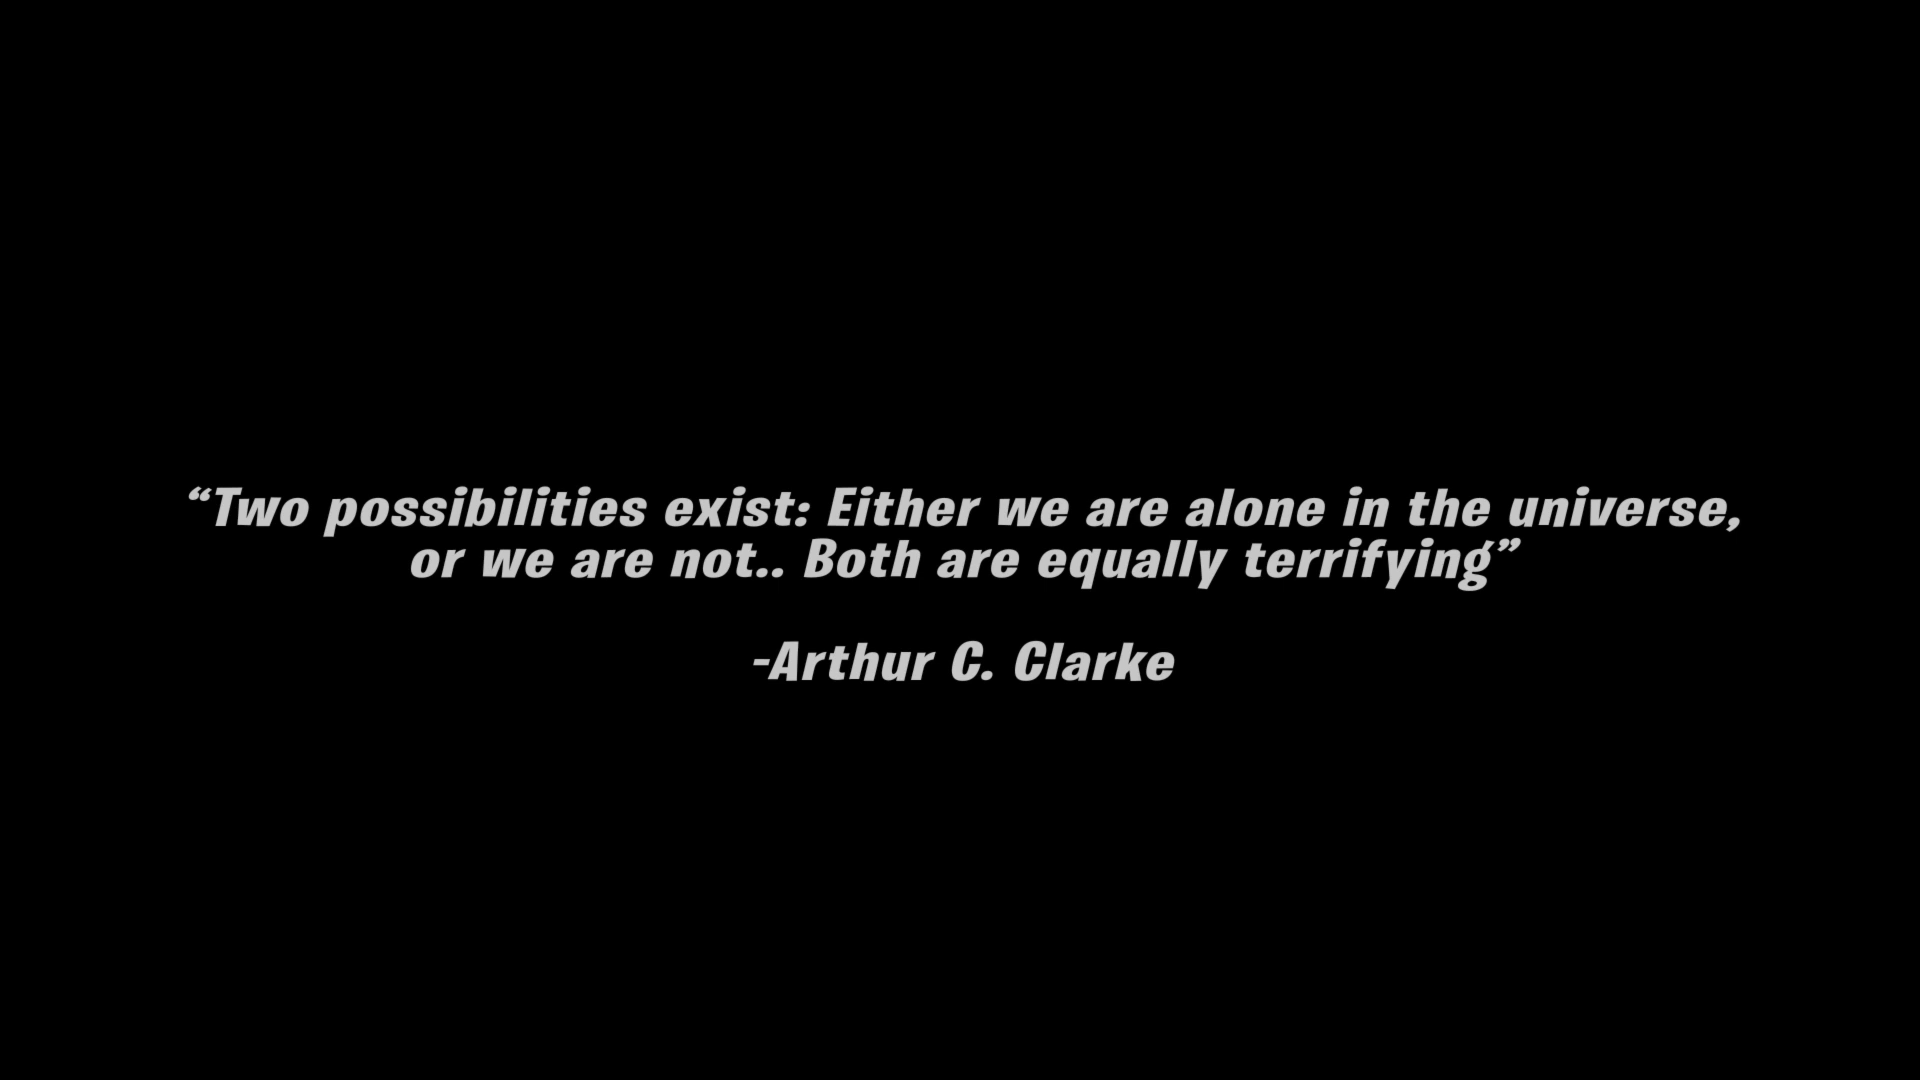 “Two possibilities exist: Either we are alone in the universe,
or we are not.. Both are equally terrifying”
-Arthur C. Clarke